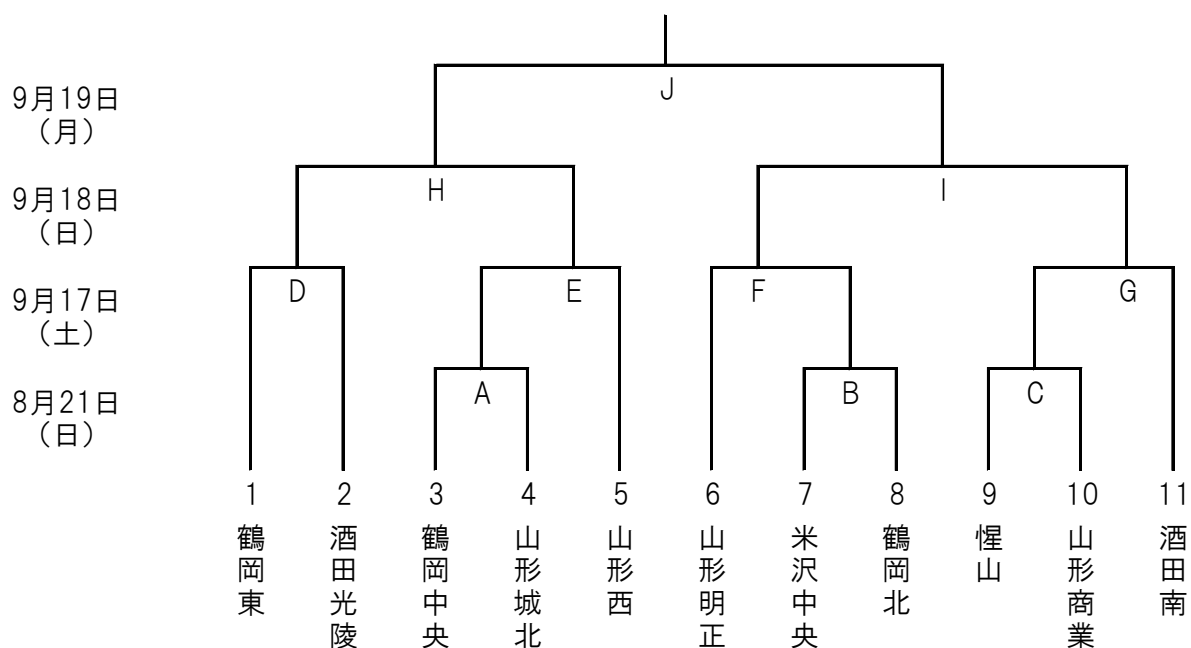 J
9月19日
(月)
H
I
9月18日
(日)
D
E
F
G
9月17日
(土)
A
B
C
8月21日
(日)
1
2
3
4
5
6
7
8
9
10
11
鶴岡東
酒田光陵
鶴岡中央
山形城北
山形西
山形明正
米沢中央
鶴岡北
惺山
山形商業
酒田南